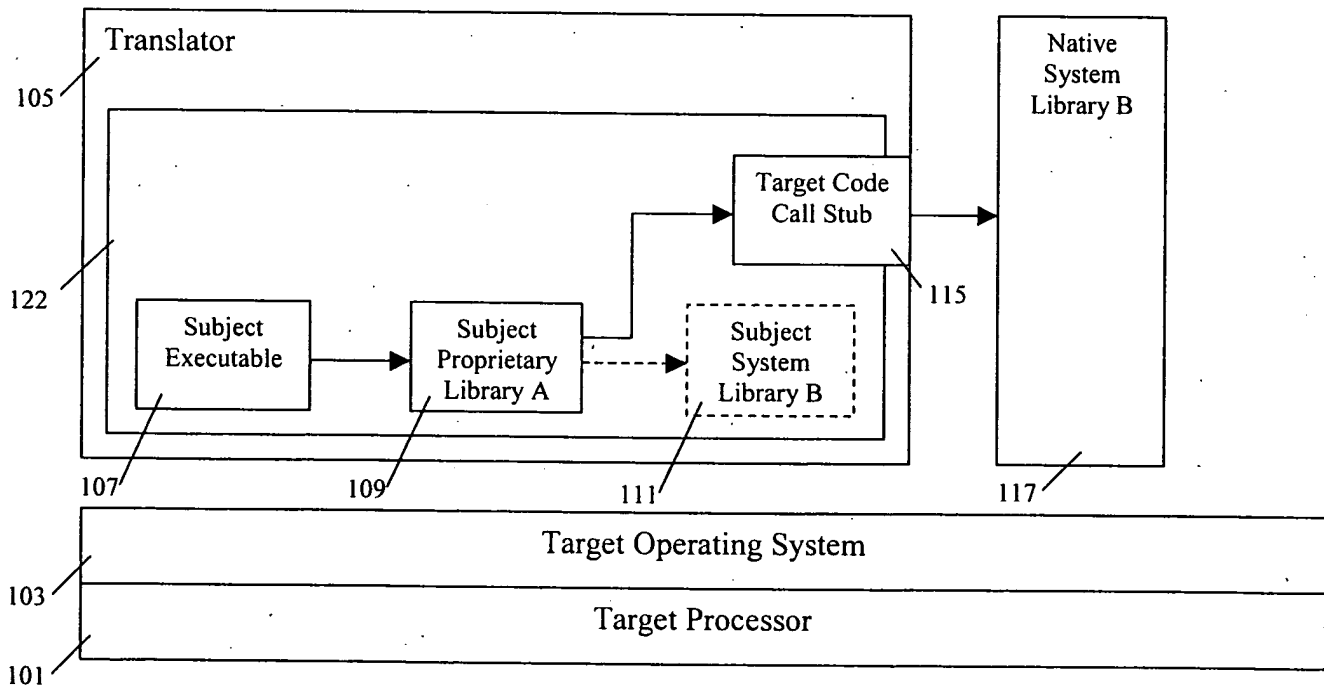 Translator
105
Native
System
Library B
Target Code
Call Stub
122
115
Subject
Executable
Subject
Proprietary
Library A
Subject
System
Library B
107
109
111
117
Target Operating System
103
Target Processor
101